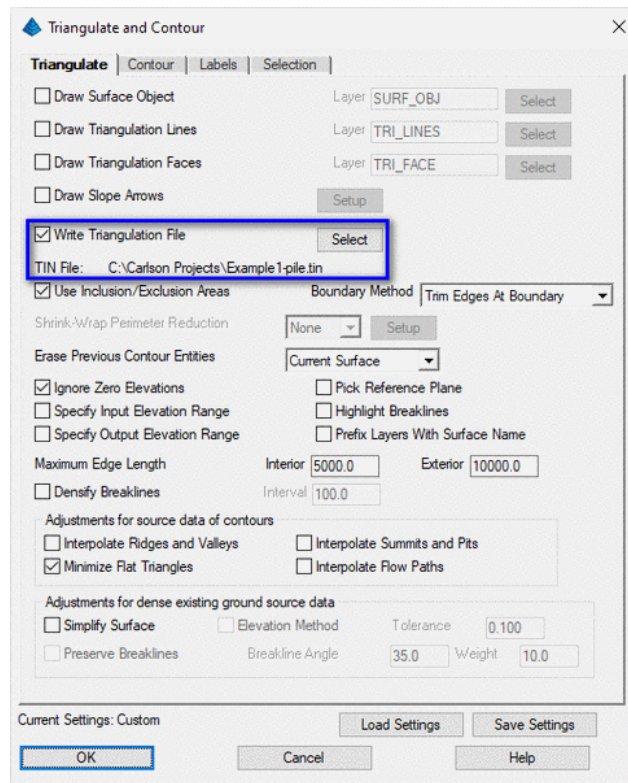 Triangulate and Contour
Triangulate Contour Labels Selection
Draw Surface Object Layer SURF_OBJ Select
Draw Triangulation Lines Layer TRI_LINES Select
Draw Triangulation Faces Layer TRI_FACE Select
Draw Slope Arrows Setup
Write Triangulation File Select
TIN File: C:\Carlson Projects\Example1-pile.tin
Use Inclusion/Exclusion Areas Boundary Method Trim Edges At Boundary
Shrink-Wrap Perimeter Reduction None Setup
Erase Previous Contour Entities Current Surface
Ignore Zero Elevations Pick Reference Plane
Specify Input Elevation Range Highlight Breaklines
Specify Output Elevation Range Prefix Layers With Surface Name
Maximum Edge Length Interior 5000.0 Exterior 10000.0
Densify Breaklines Interval 100.0
Adjustments for source data of contours
Interpolate Ridges and Valleys Interpolate Summits and Pits
Minimize Flat Triangles Interpolate Flow Paths
Adjustments for dense existing ground source data
Simplify Surface Elevation Method Tolerance 0.100
Preserve Breaklines Breakline Angle 35.0 Weight 10.0
Current Settings: Custom Load Settings Save Settings
OK Cancel Help